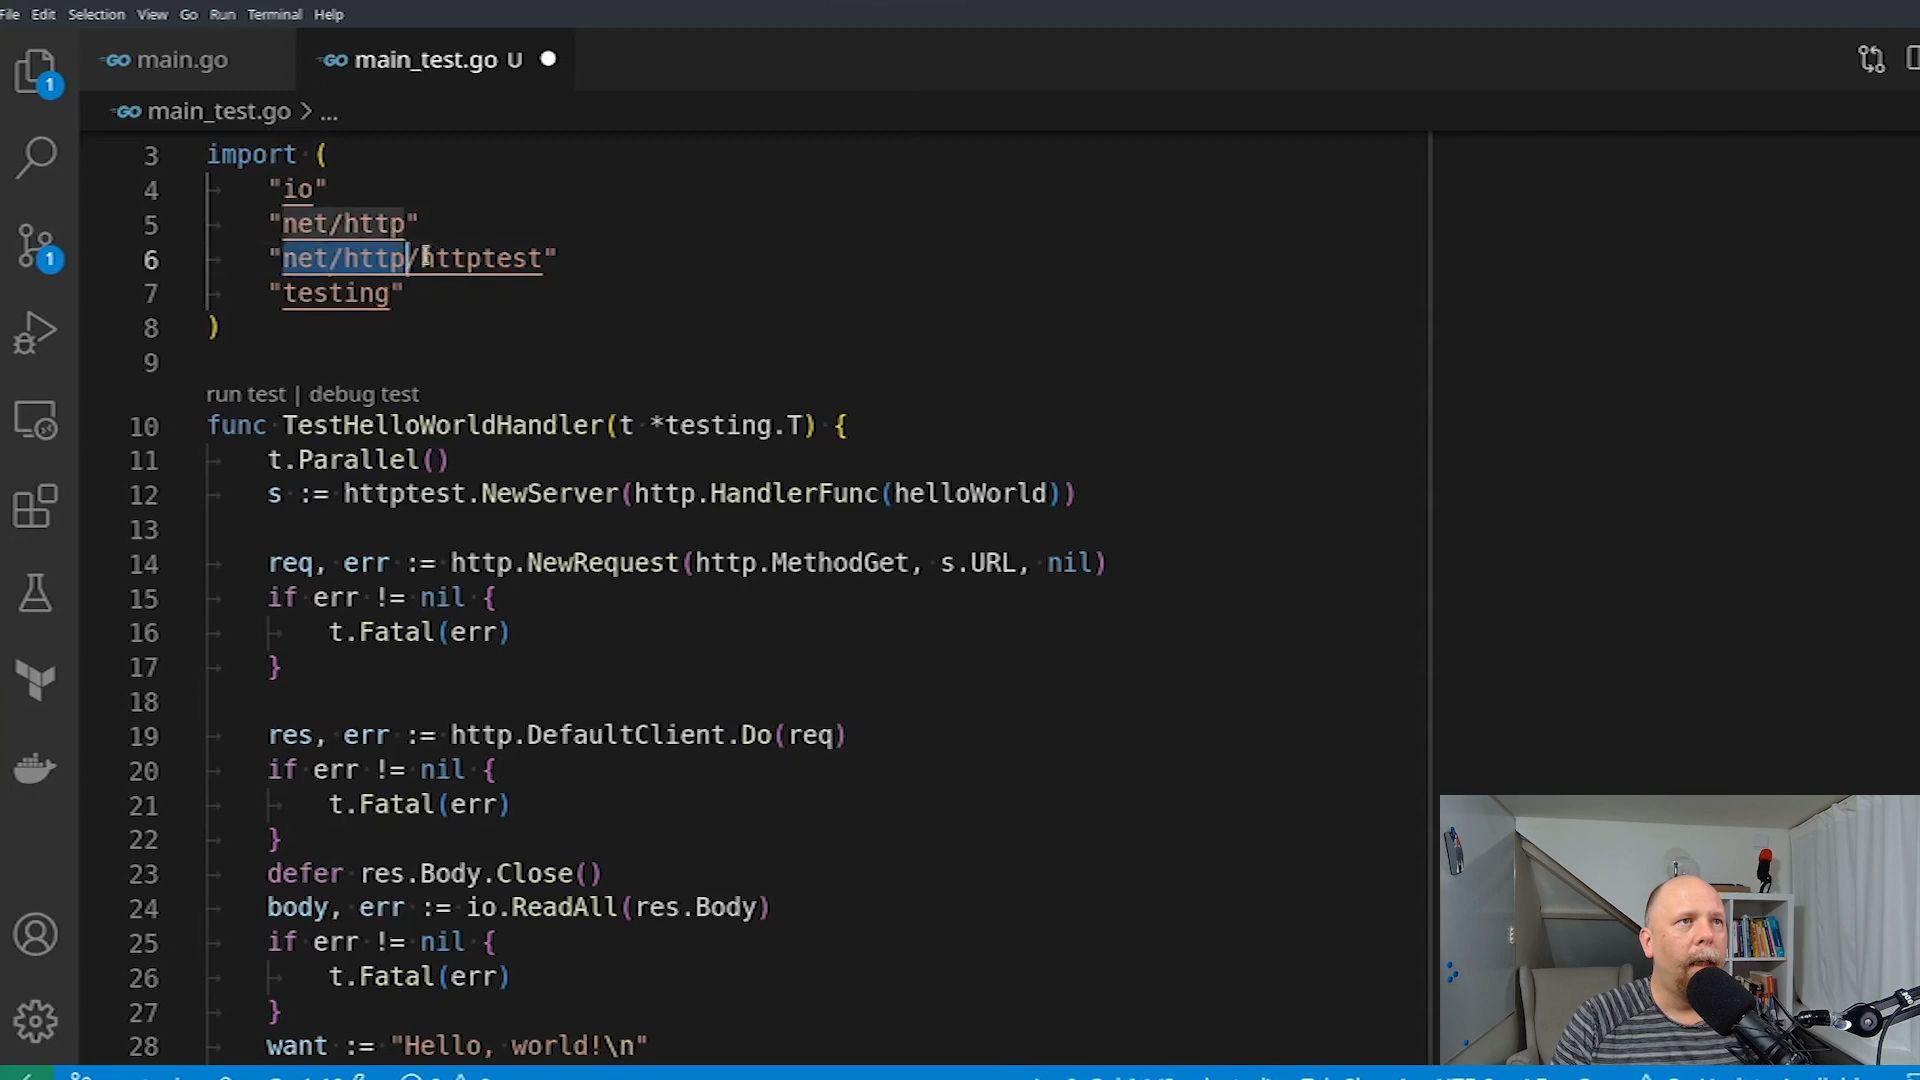 File Edit Selection View Go Run Terminal Help
GO main.go GO main_test.go U
GO main_test.go > ...
1
1
3 import (
4 "io"
5 "net/http"
6 "net/http/httptest"
7 "testing"
8 )
9
run test | debug test
10 func TestHelloWorldHandler(t *testing.T) {
11 t.Parallel()
12 s := httptest.NewServer(http.HandlerFunc(helloWorld))
13
14 req, err := http.NewRequest(http.MethodGet, s.URL, nil)
15 if err != nil {
16 t.Fatal(err)
17 }
18
19 res, err := http.DefaultClient.Do(req)
20 if err != nil {
21 t.Fatal(err)
22 }
23 defer res.Body.Close()
24 body, err := io.ReadAll(res.Body)
25 if err != nil {
26 t.Fatal(err)
27 }
28 want := "Hello, world!\n"